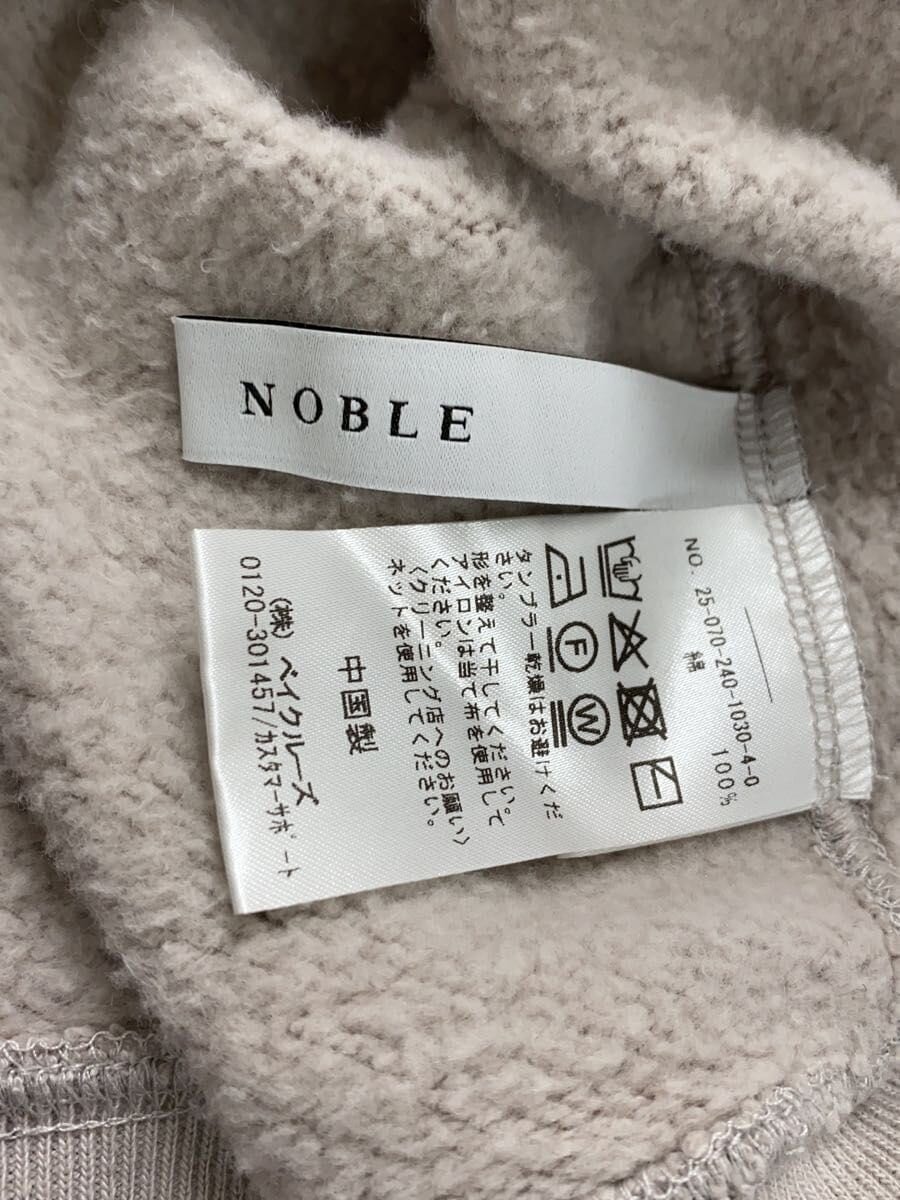 NOBLE
NO. 25-070-240-1030-4-0
綿 100%
F
W
タンブラー乾燥はお避けくだ
さい。
形を整えて干してください。
アイロンは当て布を使用して
ください。
〈クリーニング店へのお願い〉
ネットを使用してください。
中国製
(株)ベイクルーズ
0120-301457/カスタマーサポート